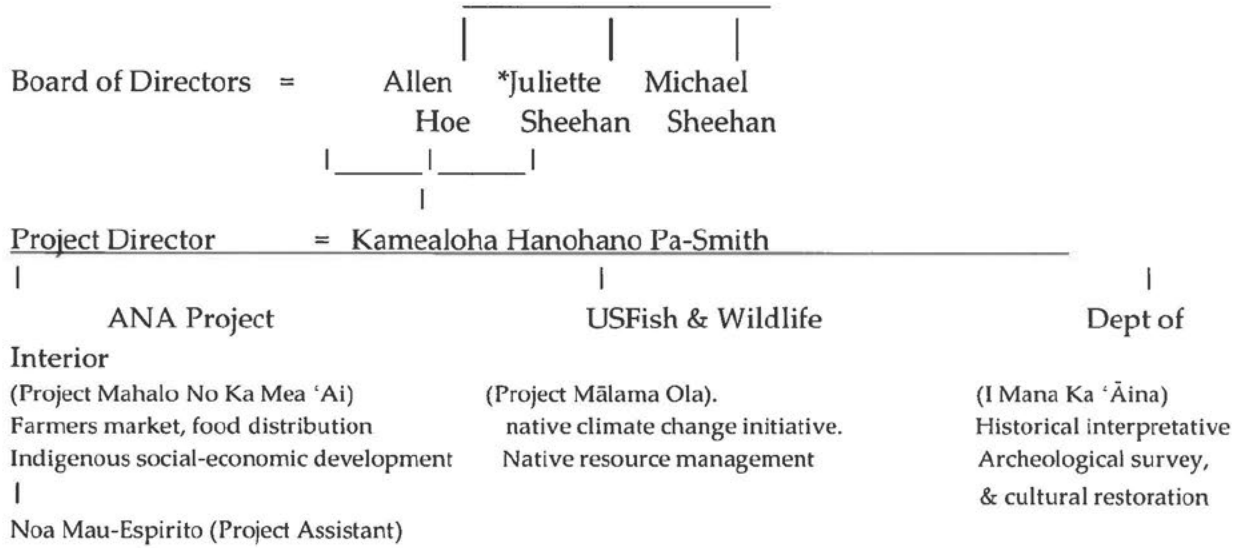 Board of Directors = Allen *Juliette Michael
Hoe Sheehan Sheehan
Project Director = Kamealoha Hanohano Pa-Smith
ANA Project USFish & Wildlife Dept of
Interior
(Project Mahalo No Ka Mea ʻAi) (Project Mālama Ola). (I Mana Ka ʻĀina)
Farmers market, food distribution native climate change initiative. Historical interpretative
Indigenous social-economic development Native resource management Archeological survey,
& cultural restoration
Noa Mau-Espirito (Project Assistant)